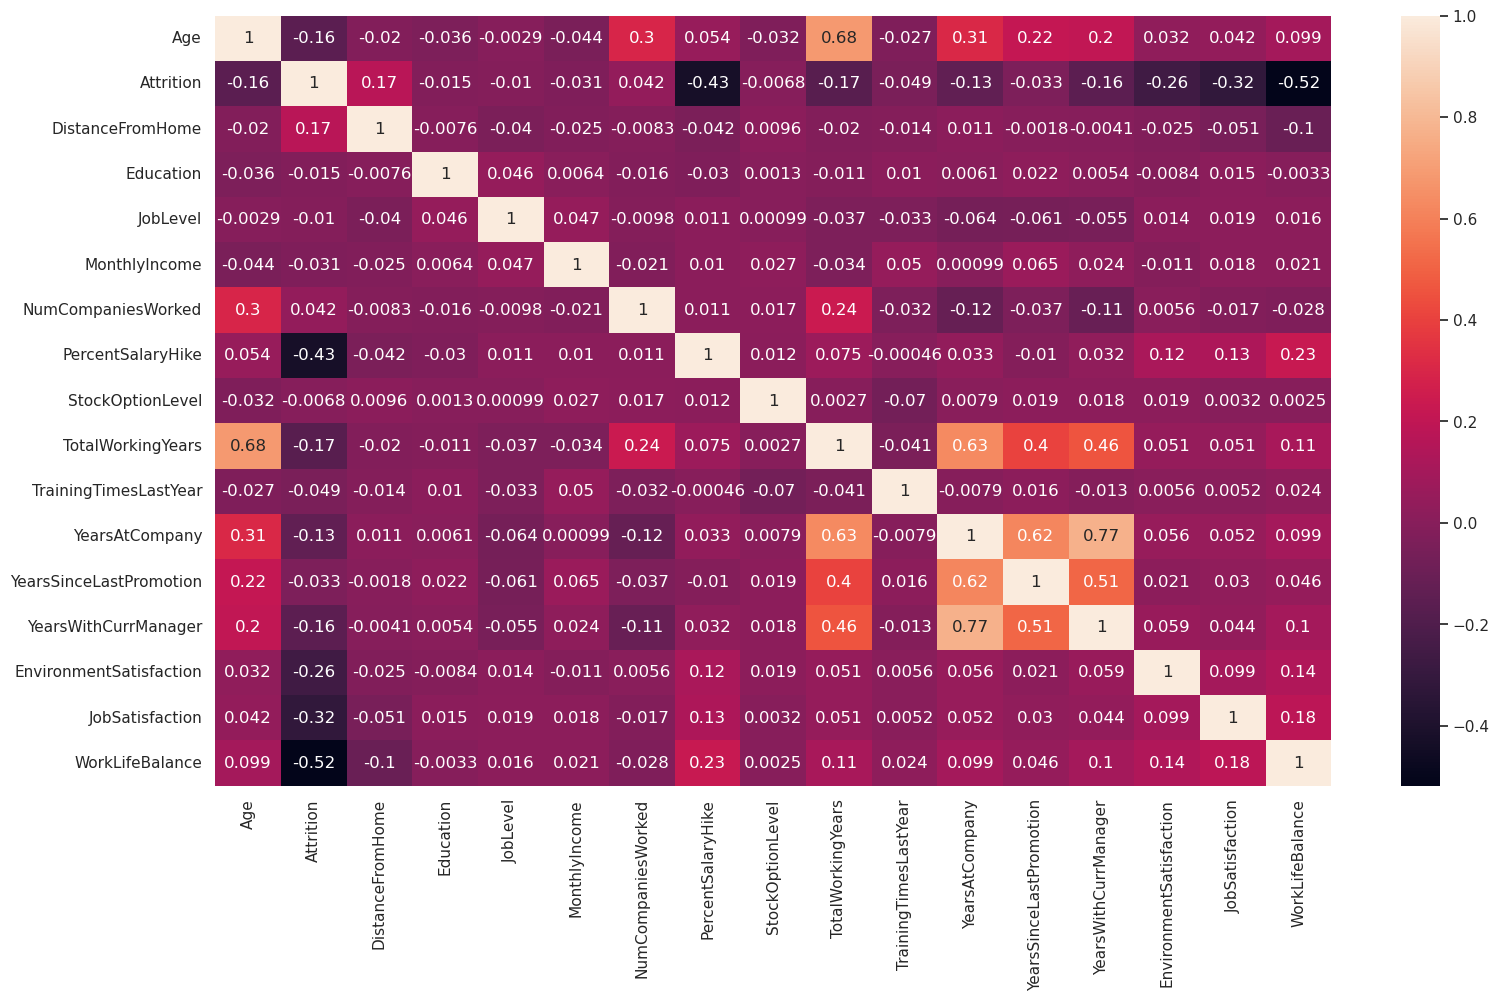 Age 1 -0.16 -0.02 -0.036 -0.0029 -0.044 0.3 0.054 -0.032 0.68 -0.027 0.31 0.22 0.2 0.032 0.042 0.099
Attrition -0.16 1 0.17 -0.015 -0.01 -0.031 0.042 -0.43 -0.0068 -0.17 -0.049 -0.13 -0.033 -0.16 -0.26 -0.32 -0.52
DistanceFromHome -0.02 0.17 1 -0.0076 -0.04 -0.025 -0.0083 -0.042 0.0096 -0.02 -0.014 0.011 -0.0018 -0.0041 -0.025 -0.051 -0.1
Education -0.036 -0.015 -0.0076 1 0.046 0.0064 -0.016 -0.03 0.0013 -0.011 0.01 0.0061 0.022 0.0054 -0.0084 0.015 -0.0033
JobLevel -0.0029 -0.01 -0.04 0.046 1 0.047 -0.0098 0.011 0.00099 -0.037 -0.033 -0.064 -0.061 -0.055 0.014 0.019 0.016
MonthlyIncome -0.044 -0.031 -0.025 0.0064 0.047 1 -0.021 0.01 0.027 -0.034 0.05 0.00099 0.065 0.024 -0.011 0.018 0.021
NumCompaniesWorked 0.3 0.042 -0.0083 -0.016 -0.0098 -0.021 1 0.011 0.017 0.24 -0.032 -0.12 -0.037 -0.11 0.0056 -0.017 -0.028
PercentSalaryHike 0.054 -0.43 -0.042 -0.03 0.011 0.01 0.011 1 0.012 0.075 -0.00046 0.033 -0.01 0.032 0.12 0.13 0.23
StockOptionLevel -0.032 -0.0068 0.0096 0.0013 0.00099 0.027 0.017 0.012 1 0.0027 -0.07 0.0079 0.019 0.018 0.019 0.0032 0.0025
TotalWorkingYears 0.68 -0.17 -0.02 -0.011 -0.037 -0.034 0.24 0.075 0.0027 1 -0.041 0.63 0.4 0.46 0.051 0.051 0.11
TrainingTimesLastYear -0.027 -0.049 -0.014 0.01 -0.033 0.05 -0.032 -0.00046 -0.07 -0.041 1 -0.0079 0.016 -0.013 0.0056 0.0052 0.024
YearsAtCompany 0.31 -0.13 0.011 0.0061 -0.064 0.00099 -0.12 0.033 0.0079 0.63 -0.0079 1 0.62 0.77 0.056 0.052 0.099
YearsSinceLastPromotion 0.22 -0.033 -0.0018 0.022 -0.061 0.065 -0.037 -0.01 0.019 0.4 0.016 0.62 1 0.51 0.021 0.03 0.046
YearsWithCurrManager 0.2 -0.16 -0.0041 0.0054 -0.055 0.024 -0.11 0.032 0.018 0.46 -0.013 0.77 0.51 1 0.059 0.044 0.1
EnvironmentSatisfaction 0.032 -0.26 -0.025 -0.0084 0.014 -0.011 0.0056 0.12 0.019 0.051 0.0056 0.056 0.021 0.059 1 0.099 0.14
JobSatisfaction 0.042 -0.32 -0.051 0.015 0.019 0.018 -0.017 0.13 0.0032 0.051 0.0052 0.052 0.03 0.044 0.099 1 0.18
WorkLifeBalance 0.099 -0.52 -0.1 -0.0033 0.016 0.021 -0.028 0.23 0.0025 0.11 0.024 0.099 0.046 0.1 0.14 0.18 1
Age
Attrition
DistanceFromHome
Education
JobLevel
MonthlyIncome
NumCompaniesWorked
PercentSalaryHike
StockOptionLevel
TotalWorkingYears
TrainingTimesLastYear
YearsAtCompany
YearsSinceLastPromotion
YearsWithCurrManager
EnvironmentSatisfaction
JobSatisfaction
WorkLifeBalance
1.0
0.8
0.6
0.4
0.2
0.0
−0.2
−0.4